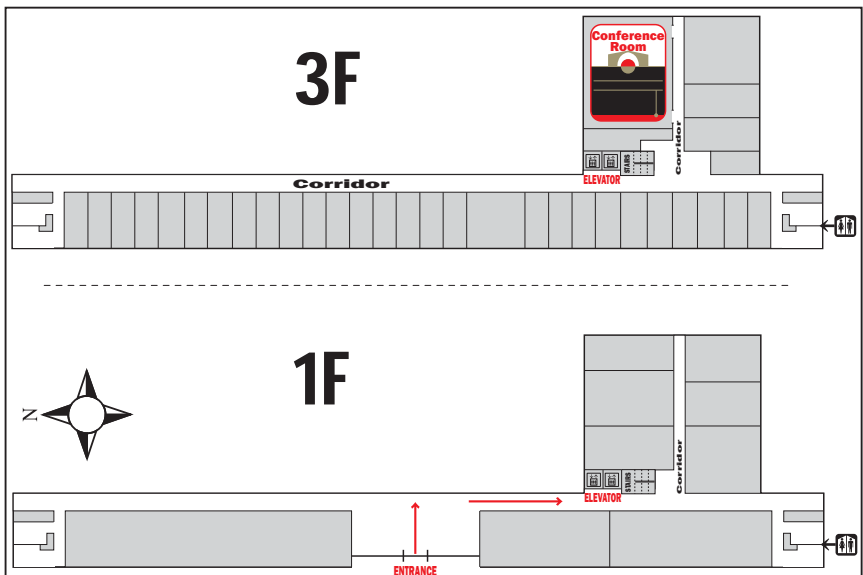 Conference
Room
3F
Corridor
STAIRS
ELEVATOR
Corridor
1F
N
Corridor
STAIRS
ELEVATOR
ENTRANCE